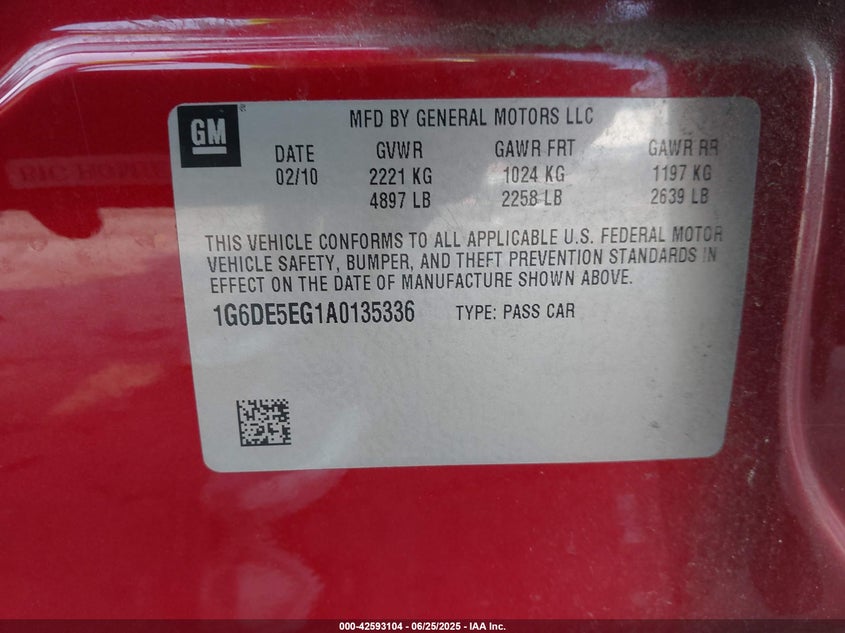 GM
MFD BY GENERAL MOTORS LLC
DATE GVWR GAWR FRT GAWR RR
02/10 2221 KG 1024 KG 1197 KG
4897 LB 2258 LB 2639 LB
THIS VEHICLE CONFORMS TO ALL APPLICABLE U.S. FEDERAL MOTOR
VEHICLE SAFETY, BUMPER, AND THEFT PREVENTION STANDARDS IN
EFFECT ON THE DATE OF MANUFACTURE SHOWN ABOVE.
1G6DE5EG1A0135336 TYPE: PASS CAR
000-42593104 - 06/25/2025 - IAA Inc.